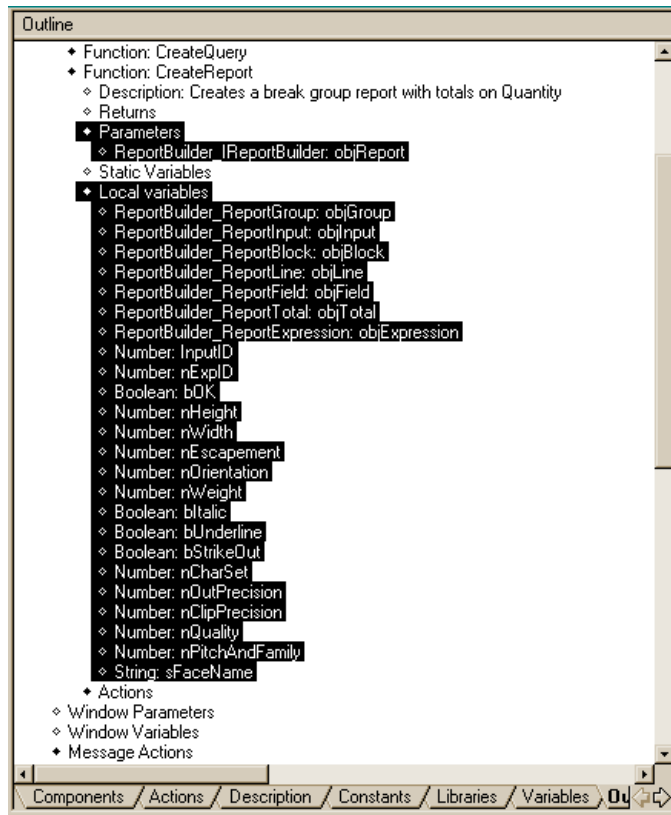 Outline
Function: CreateQuery
Function: CreateReport
Description: Creates a break group report with totals on Quantity
Returns
Parameters
ReportBuilder_IReportBuilder: objReport
Static Variables
Local variables
ReportBuilder_ReportGroup: objGroup
ReportBuilder_ReportInput: objInput
ReportBuilder_ReportBlock: objBlock
ReportBuilder_ReportLine: objLine
ReportBuilder_ReportField: objField
ReportBuilder_ReportTotal: objTotal
ReportBuilder_ReportExpression: objExpression
Number: InputID
Number: nExpID
Boolean: bOK
Number: nHeight
Number: nWidth
Number: nEscapement
Number: nOrientation
Number: nWeight
Boolean: bItalic
Boolean: bUnderline
Boolean: bStrikeOut
Number: nCharSet
Number: nOutPrecision
Number: nClipPrecision
Number: nQuality
Number: nPitchAndFamily
String: sFaceName
Actions
Window Parameters
Window Variables
Message Actions
Components Actions Description Constants Libraries Variables Ou